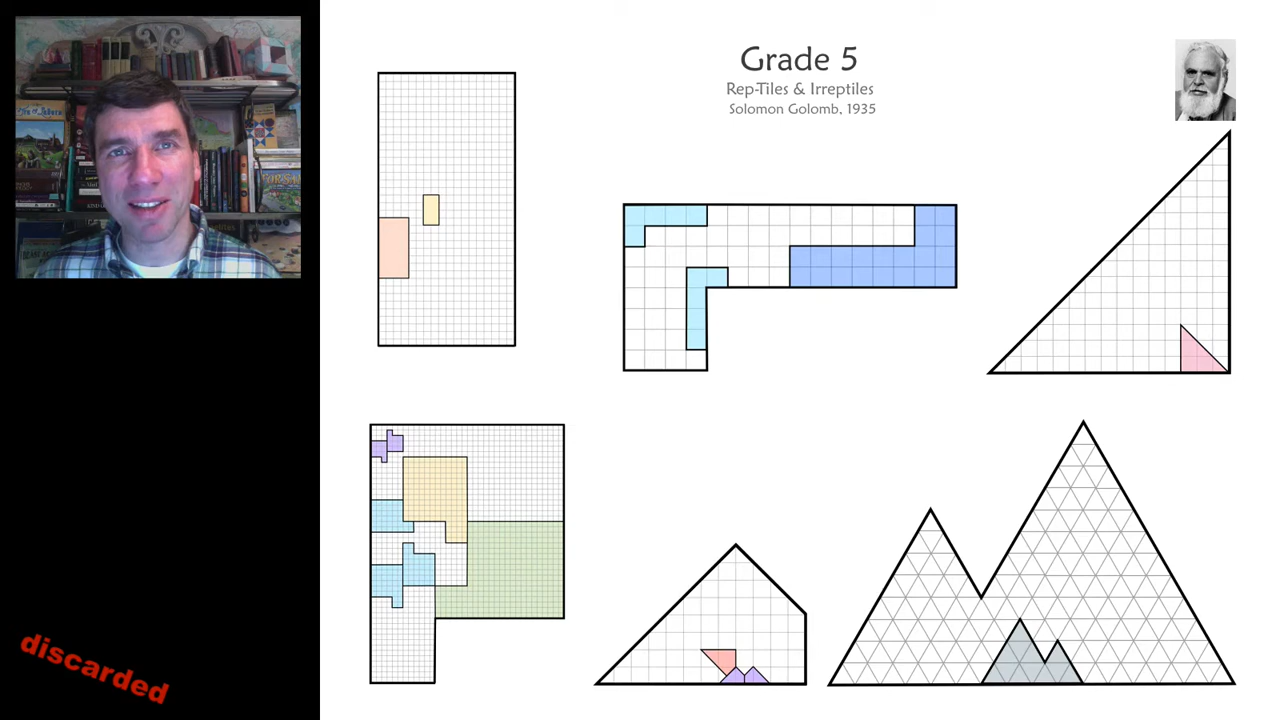 Grade 5
Rep-Tiles & Irreptiles
Solomon Golomb, 1935
discarded